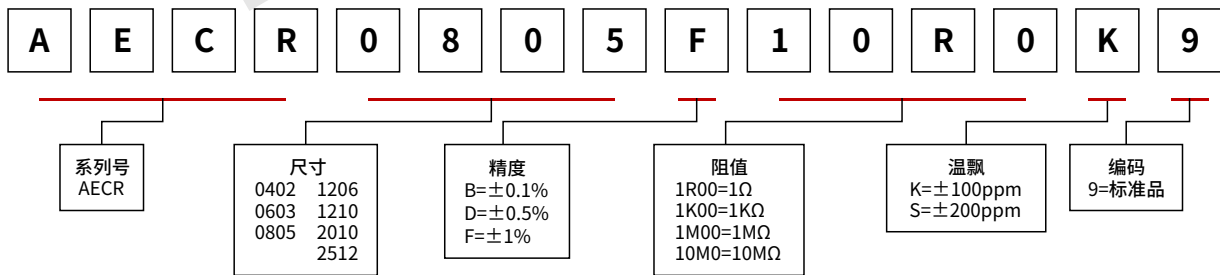 A E C R 0 8 0 5 F 1 0 R 0 K 9
系列号
AECR
尺寸
0402 1206
0603 1210
0805 2010
2512
精度
B=±0.1%
D=±0.5%
F=±1%
阻值
1R00=1Ω
1K00=1KΩ
1M00=1MΩ
10M0=10MΩ
温飘
K=±100ppm
S=±200ppm
编码
9=标准品